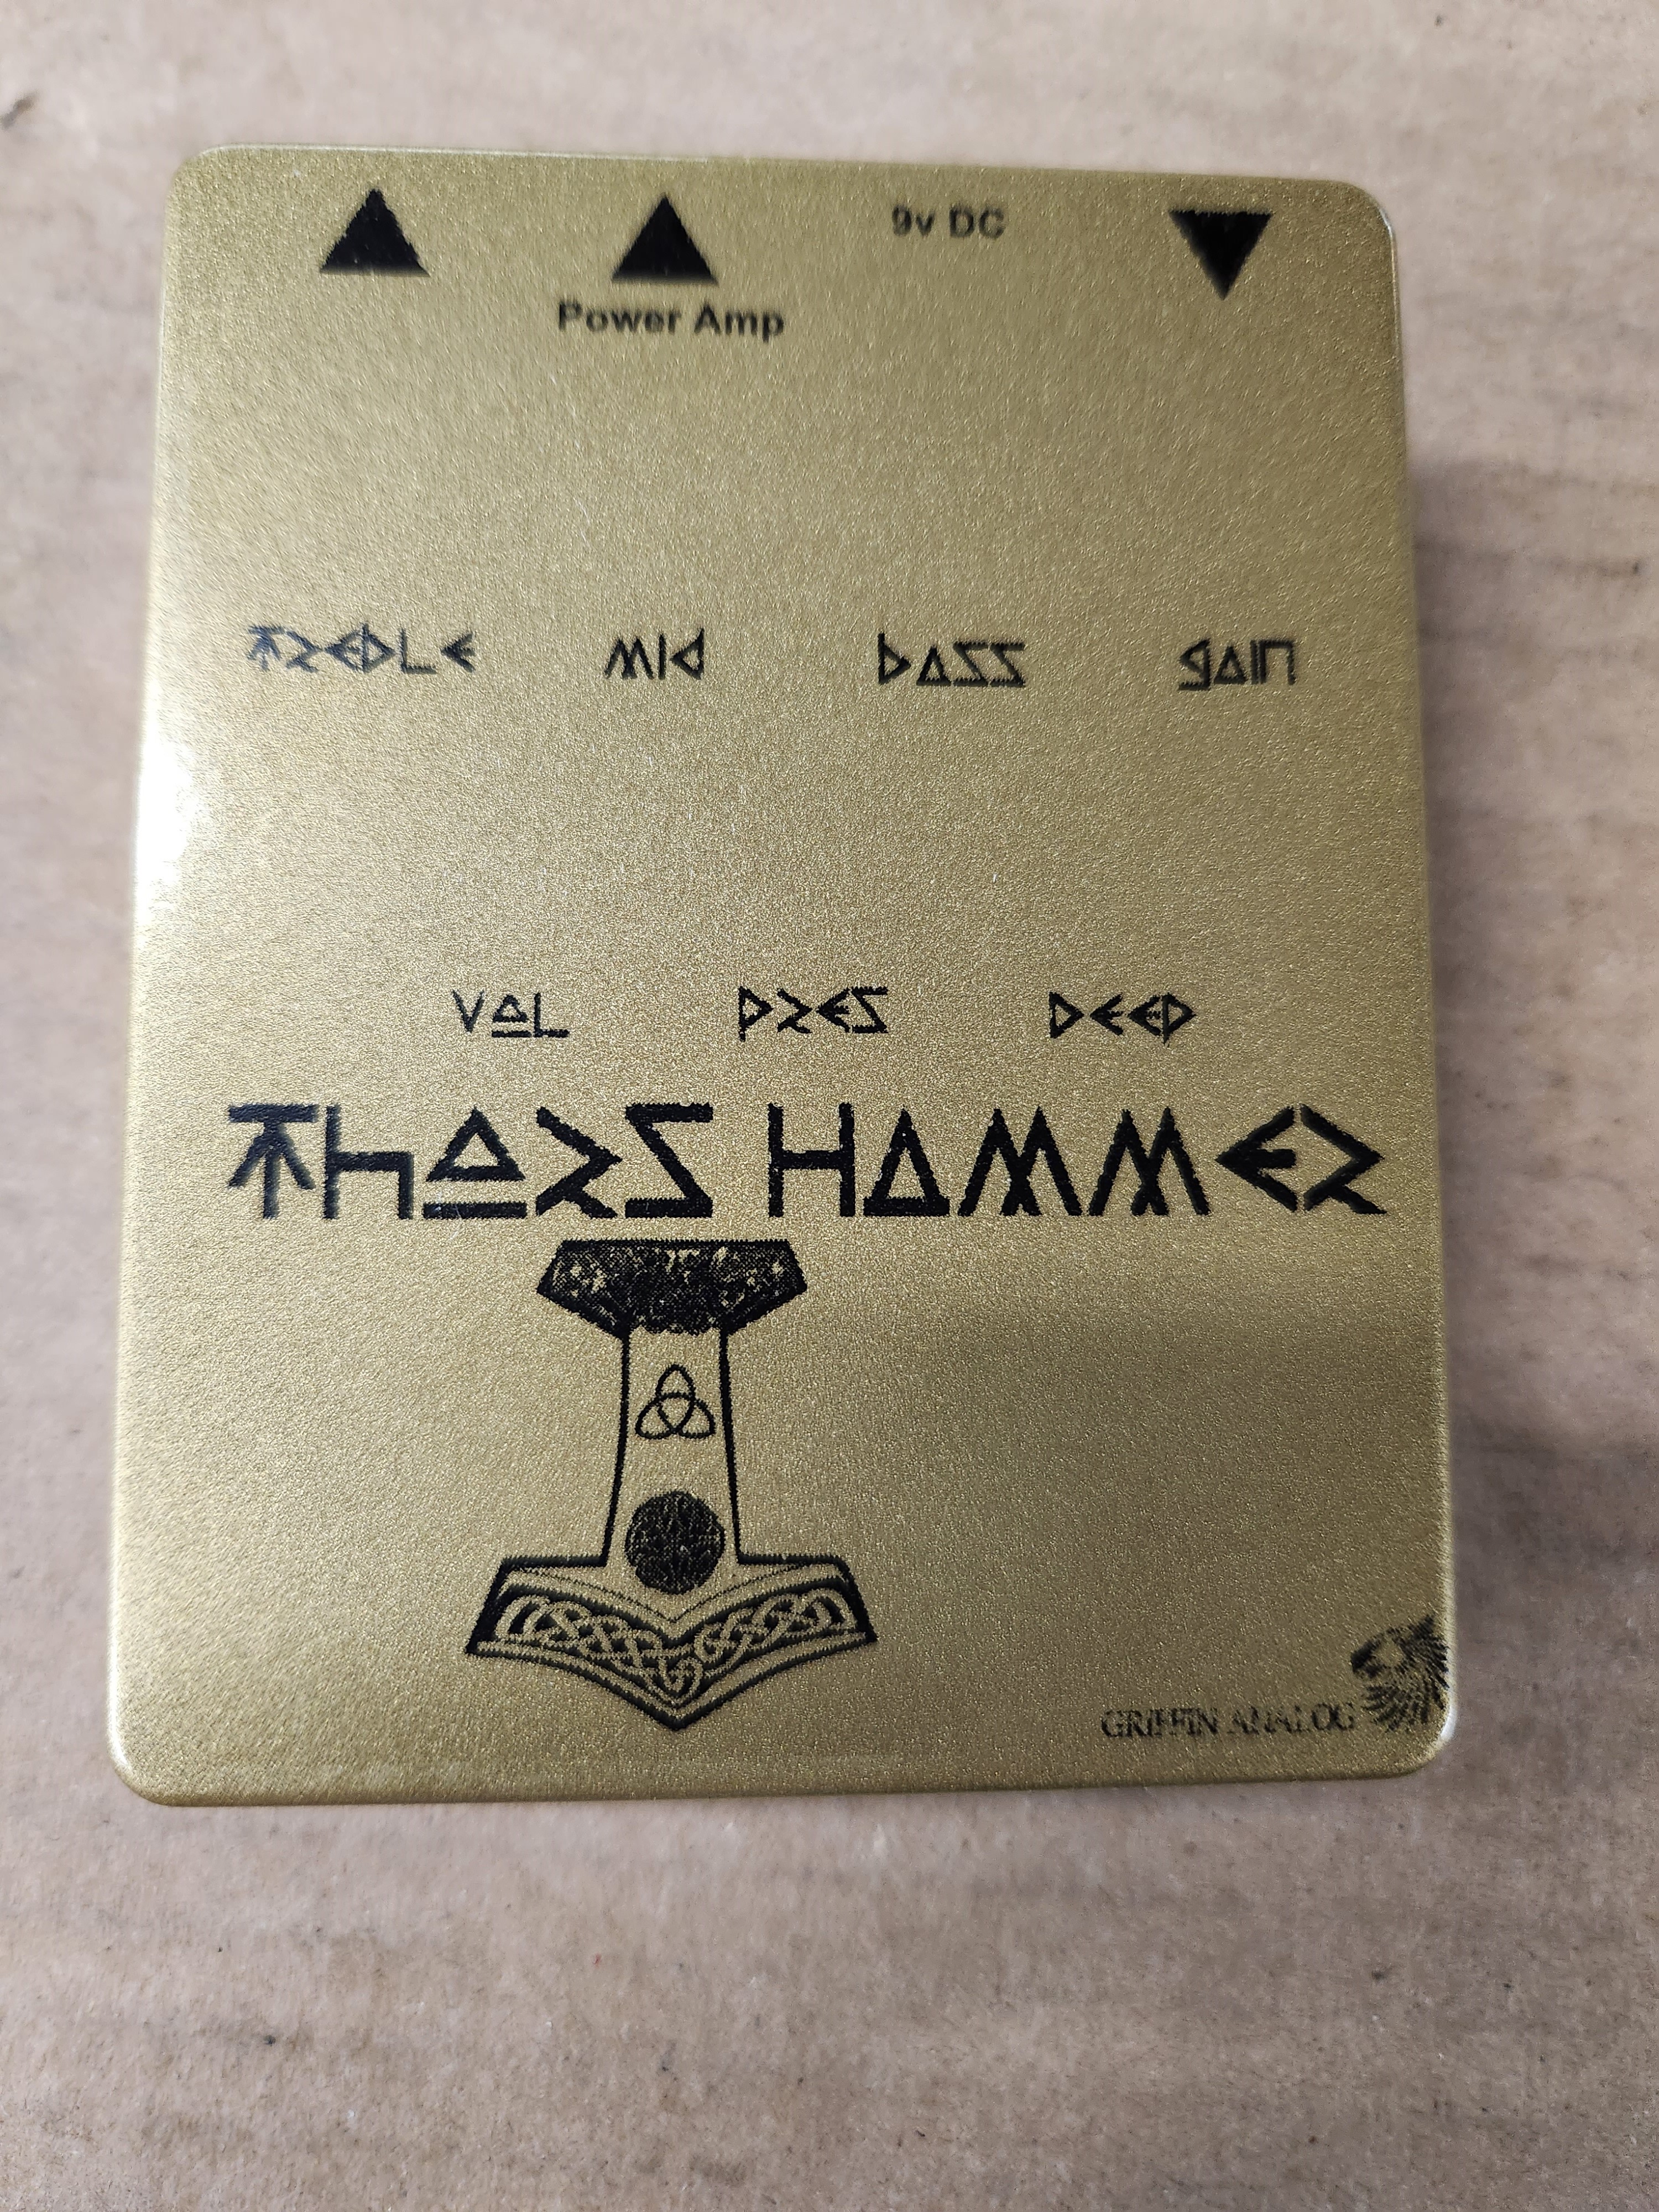 9v DC
Power Amp
TREBLE MID BASS GAIN
VOL PRES DEEP
THORS HAMMER
GRIFFIN ANALOG